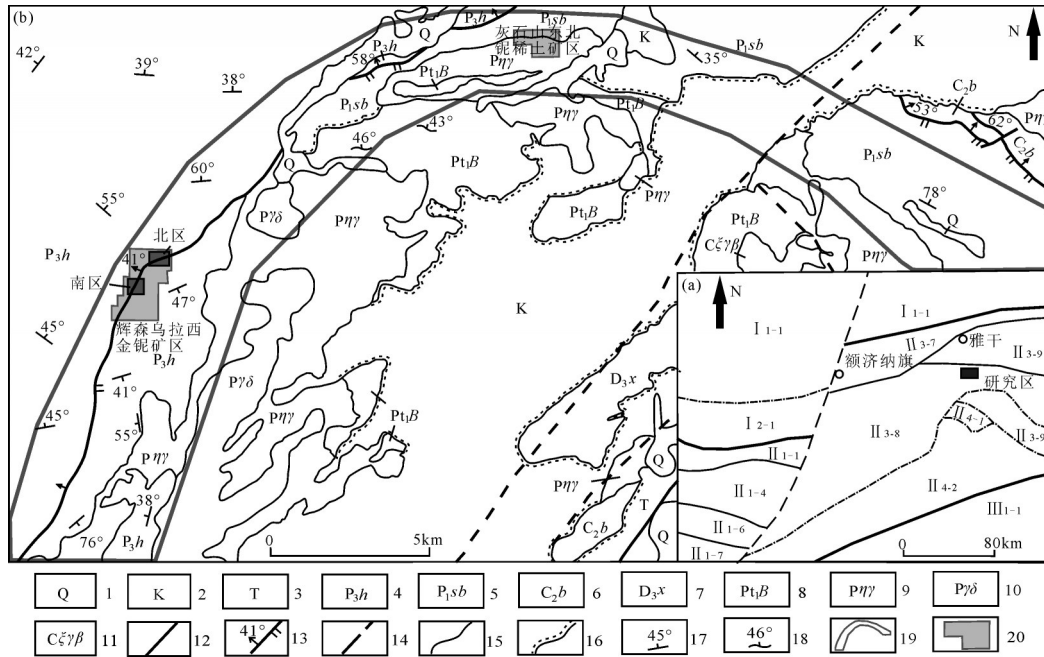 (b)
42°
39°
38°
58°
P₃h
P₃h
Q
P₁sb
灰石山东北
铌稀土矿区
Pηγ
Pt₁B
Q
K
35°
P₁sb
K
N
P₁sb
46°
43°
Pηγ
Pt₁B
C₂b
53°
62°
Pηγ
C₂b
P₁sb
60°
55°
Q
Pγδ
Pηγ
Pt₁B
Pt₁B
Pηγ
Pt₁B
CξγB
78°
Q
Pηγ
P₃h
41°
北区
南区
47°
辉森乌拉西
金铌矿区
P₃h
45°
41°
45°
55°
Pηγ
38°
76°
P₃h
Pγδ
Pηγ
Pt₁B
K
D₃x
Pηγ
Q
T
C₂b
Q
0 5km
(a)
N
I₁₋₁
I₁₋₁
II₃₋₇
雅干
II₃₋₉
额济纳旗
研究区
I₂₋₁
II₁₋₁
II₃₋₈
II₄₋₁
II₃₋₉
II₁₋₄
II₄₋₂
II₁₋₆
III₁₋₁
II₁₋₇
0 80km
Q 1 K 2 T 3 P₃h 4 P₁sb 5 C₂b 6 D₃x 7 Pt₁B 8 Pηγ 9 Pγδ 10
Cξγβ 11 12 41° 13 14 15 16 45° 17 46° 18 19 20